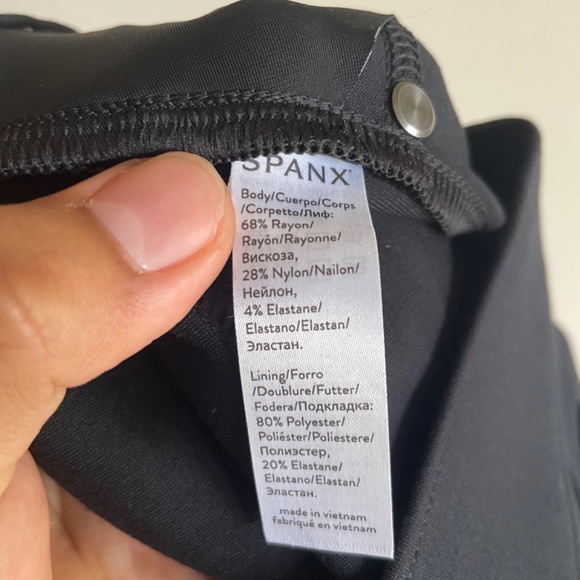 SPANX
Body/Cuerpo/Corps
/Corpetto/Лиф:
68% Rayon/
Rayón/Rayonne/
Вискоза,
28% Nylon/Nailon/
Нейлон,
4% Elastane/
Elastano/Elastan/
Эластан.
Lining/Forro
/Doublure/Futter/
Fodera/Подкладка:
80% Polyester/
Poliéster/Poliestere/
Полиэстер,
20% Elastane/
Elastano/Elastan/
Эластан.
made in vietnam
fabriqué en vietnam